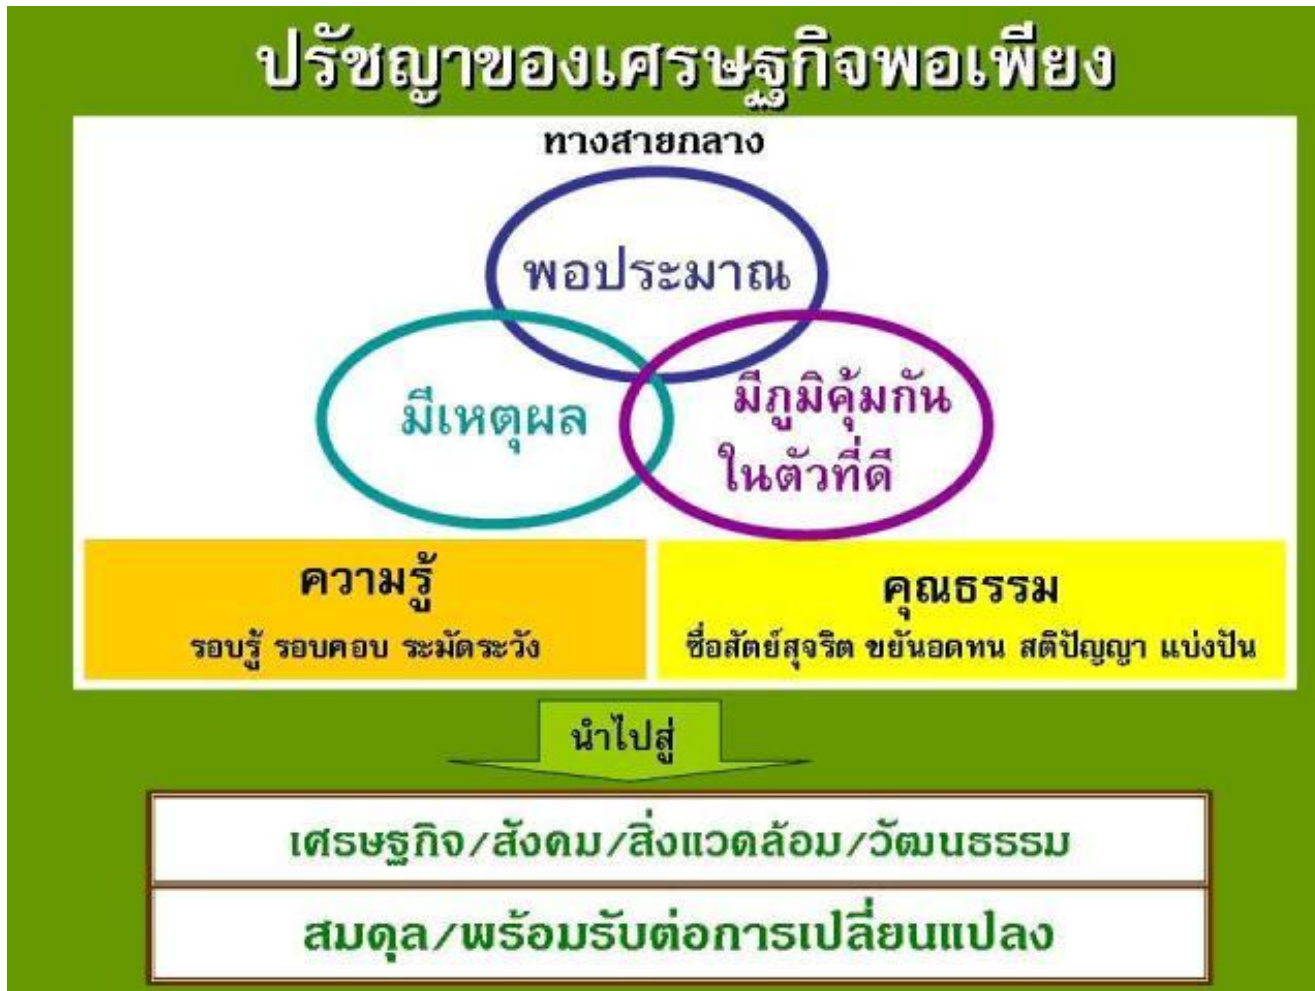 ปรัชญาของเศรษฐกิจพอเพียง
ทางสายกลาง
พอประมาณ
มีเหตุผล
มีภูมิคุ้มกัน
ในตัวที่ดี
ความรู้
รอบรู้ รอบคอบ ระมัดระวัง
คุณธรรม
ซื่อสัตย์สุจริต ขยันอดทน สติปัญญา แบ่งปัน
นำไปสู่
เศรษฐกิจ/สังคม/สิ่งแวดล้อม/วัฒนธรรม
สมดุล/พร้อมรับต่อการเปลี่ยนแปลง